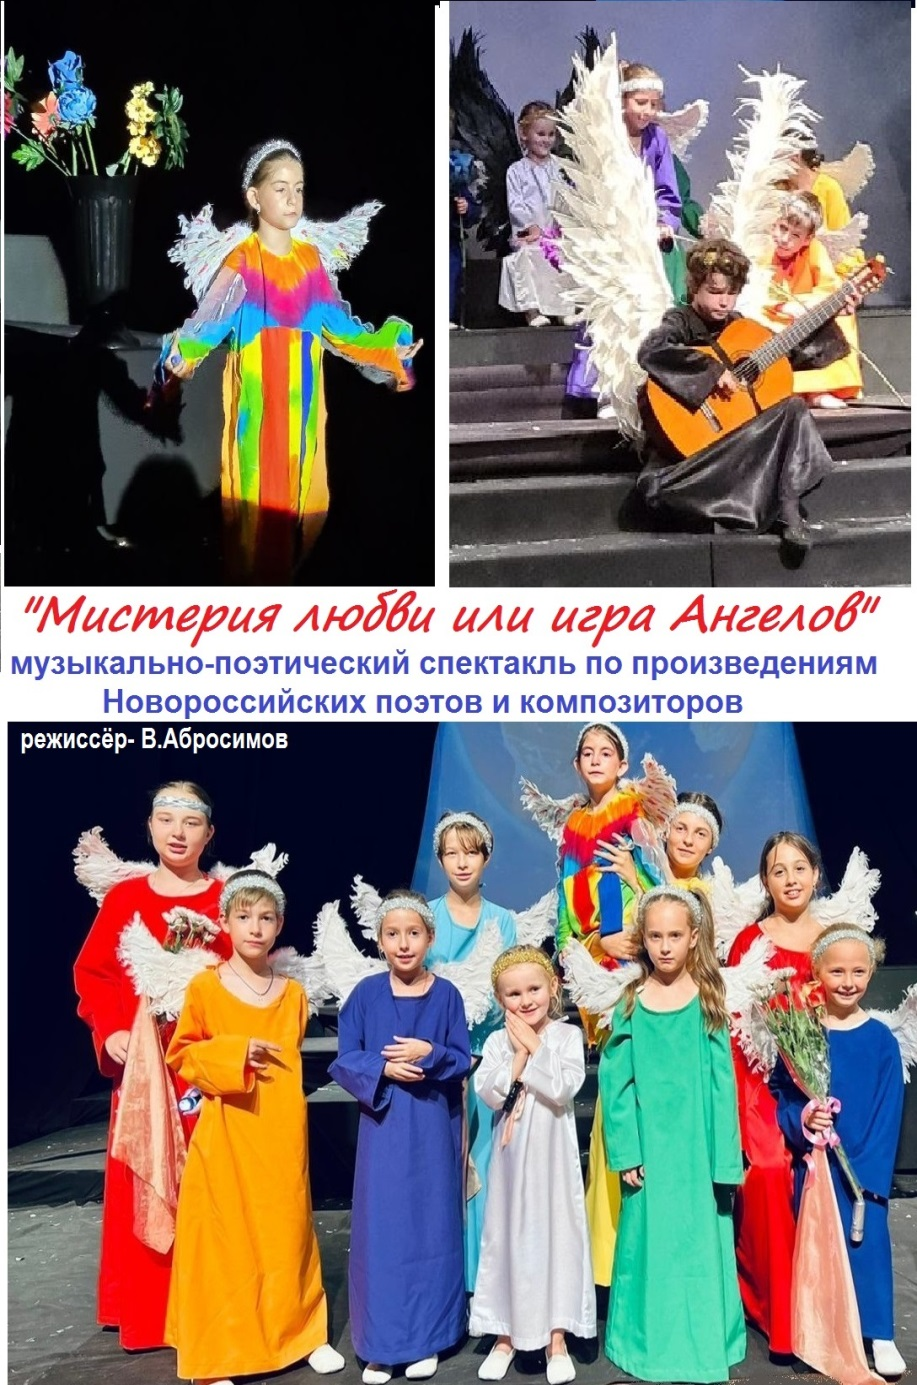 "Мистерия любви или игра Ангелов"
музыкально-поэтический спектакль по произведениям
Новороссийских поэтов и композиторов
режиссёр- В.Абросимов